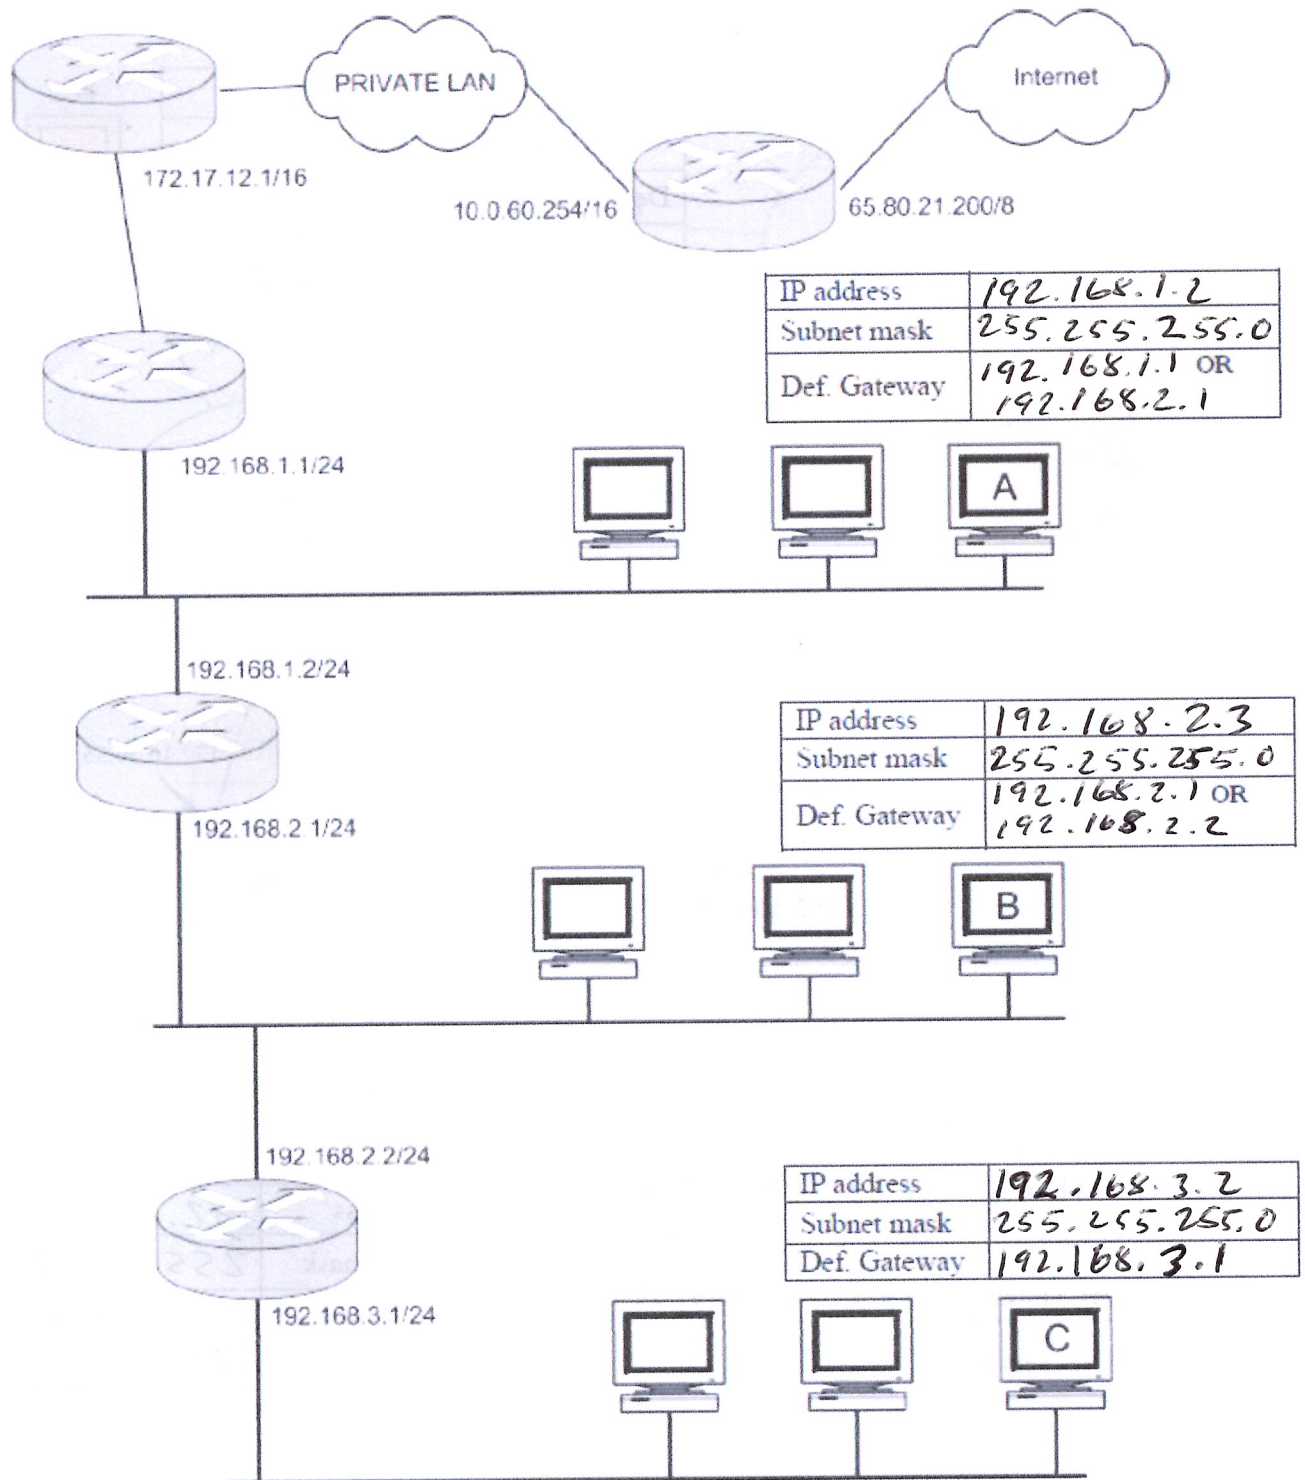 PRIVATE LAN
Internet
172.17.12.1/16
10.0.60.254/16
65.80.21.200/8
IP address 192.168.1.2
Subnet mask 255.255.255.0
Def. Gateway 192.168.1.1 OR
192.168.2.1
192.168.1.1/24
A
192.168.1.2/24
IP address 192.168.2.3
Subnet mask 255.255.255.0
Def. Gateway 192.168.2.1 OR
192.168.2.2
192.168.2.1/24
B
192.168.2.2/24
IP address 192.168.3.2
Subnet mask 255.255.255.0
Def. Gateway 192.168.3.1
192.168.3.1/24
C